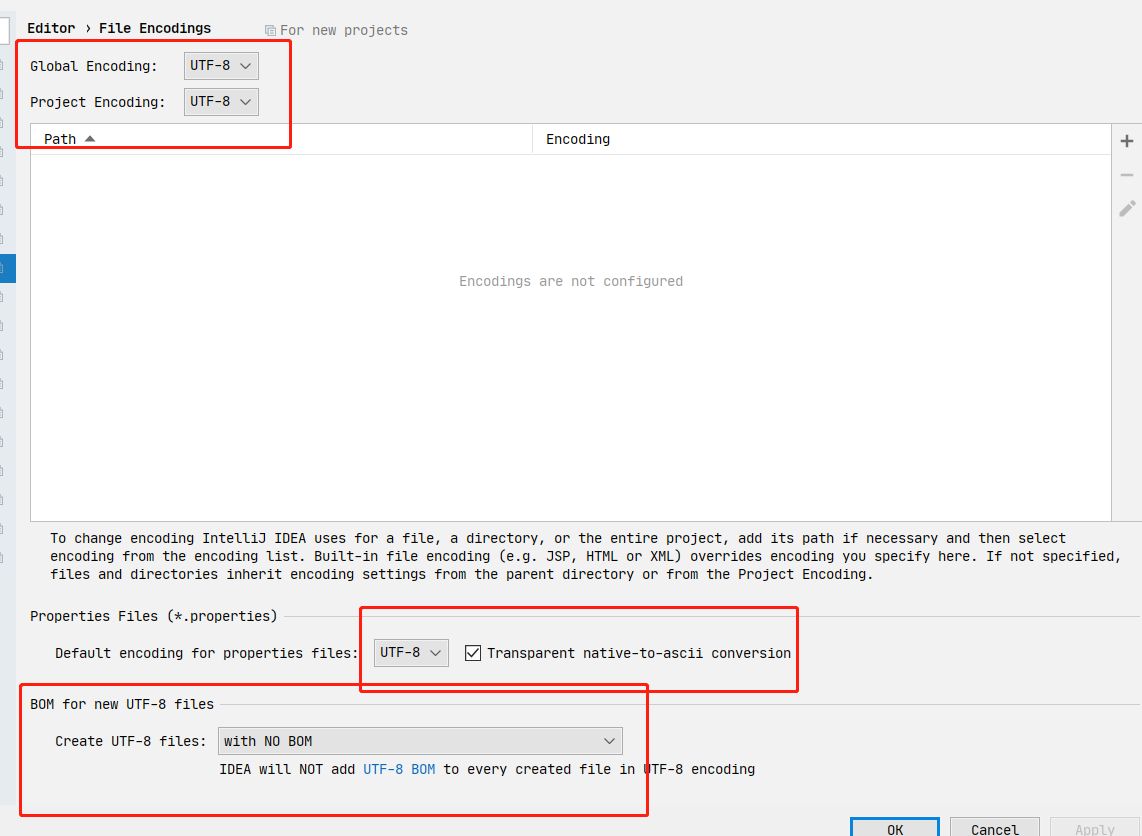 Editor › File Encodings For new projects
Global Encoding: UTF-8
Project Encoding: UTF-8
Path Encoding
Encodings are not configured
To change encoding IntelliJ IDEA uses for a file, a directory, or the entire project, add its path if necessary and then select
encoding from the encoding list. Built-in file encoding (e.g. JSP, HTML or XML) overrides encoding you specify here. If not specified,
files and directories inherit encoding settings from the parent directory or from the Project Encoding.
Properties Files (*.properties)
Default encoding for properties files: UTF-8 Transparent native-to-ascii conversion
BOM for new UTF-8 files
Create UTF-8 files: with NO BOM
IDEA will NOT add UTF-8 BOM to every created file in UTF-8 encoding
OK Cancel Apply